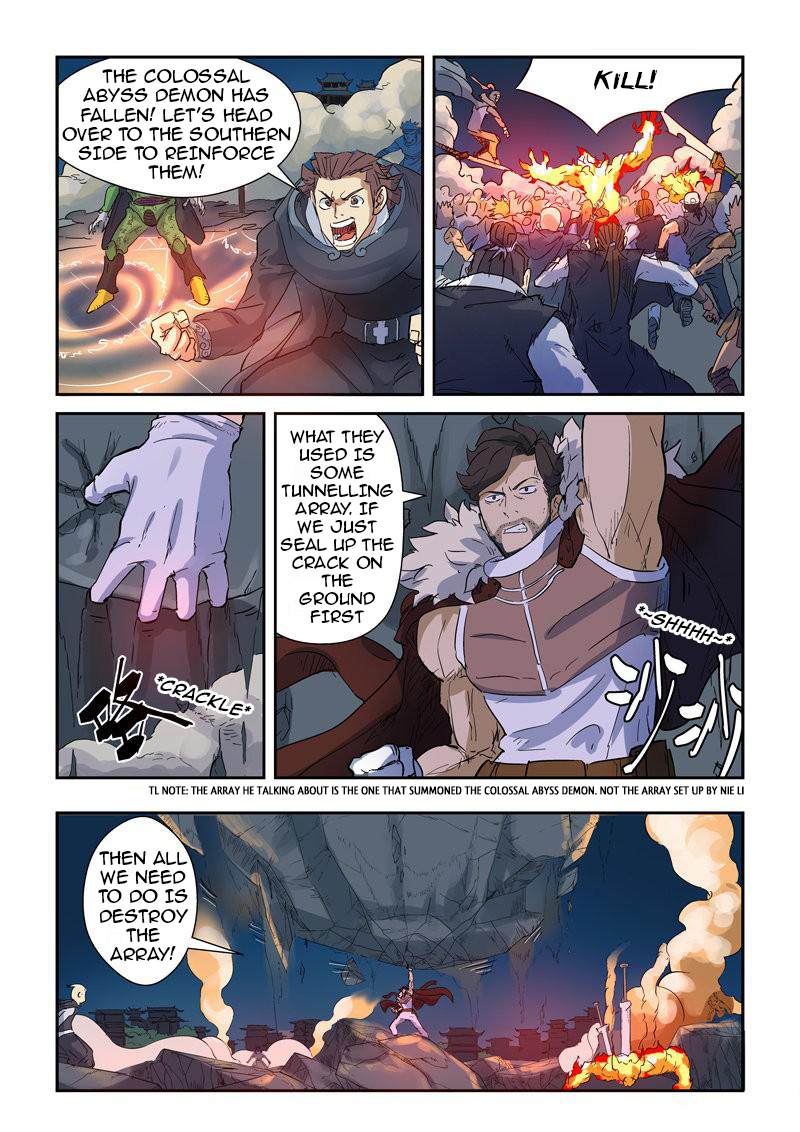 THE COLOSSAL
ABYSS DEMON HAS
FALLEN! LET'S HEAD
OVER TO THE SOUTHERN
SIDE TO REINFORCE
THEM!
KILL!
*CRACKLE*
WHAT THEY
USED IS
SOME
TUNNELLING
ARRAY. IF
WE JUST
SEAL UP THE
CRACK ON
THE
GROUND
FIRST
*~SHHHH~*
沙沙
TL NOTE: THE ARRAY HE TALKING ABOUT IS THE ONE THAT SUMMONED THE COLOSSAL ABYSS DEMON. NOT THE ARRAY SET UP BY NIE LI
THEN ALL
WE NEED
TO DO IS
DESTROY
THE
ARRAY!